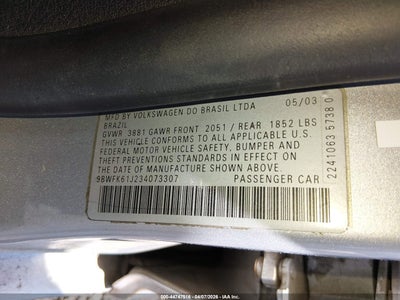 MFD BY VOLKSWAGEN DO BRASIL LTDA 05/03
BRAZIL
GVWR 3881 GAWR FRONT 2051 / REAR 1852 LBS
THIS VEHICLE CONFORMS TO ALL APPLICABLE U.S.
FEDERAL MOTOR VEHICLE SAFETY, BUMPER, AND
THEFT PREVENTIONS STANDARDS IN EFFECT ON THE
DATE OF MANUFACTURE SHOWN ABOVE.
9BWFK61J234073307 PASSENGER CAR
2241063 5738 0
000-44747516 - 04/07/2026 - IAA Inc.